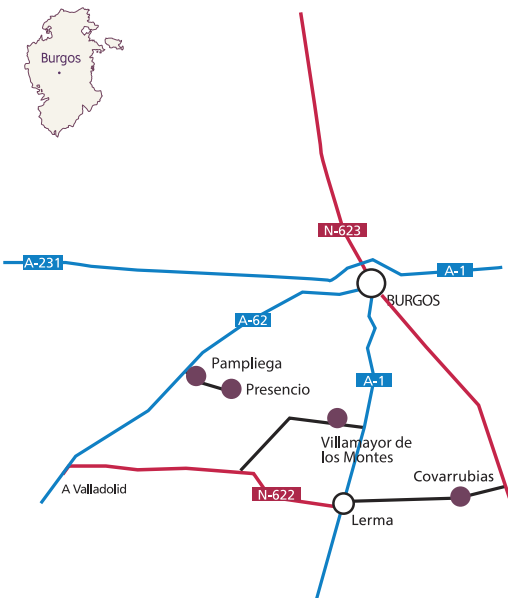 Burgos
N-623
A-231
A-1
BURGOS
A-62
Pampliega
A-1
Presencio
Villamayor de
los Montes
Covarrubias
A Valladolid
N-622
Lerma